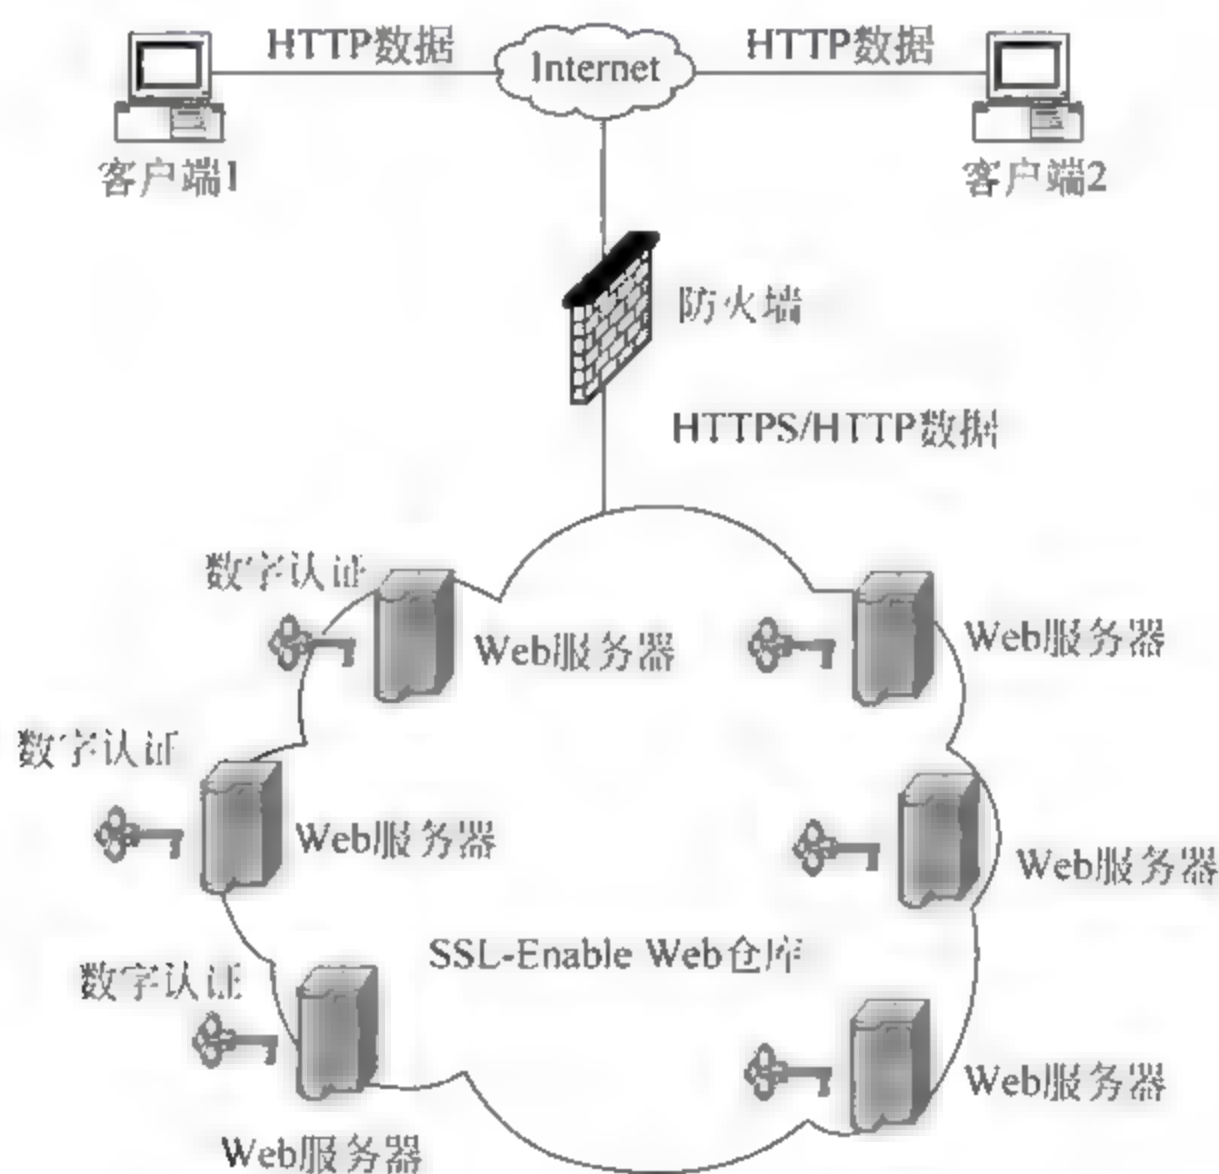 HTTP数据
Internet
HTTP数据
客户端1
客户端2
防火墙
HTTPS/HTTP数据
数字认证
Web服务器
Web服务器
数字认证
Web服务器
Web服务器
SSL-Enable Web仓库
数字认证
Web服务器
Web服务器